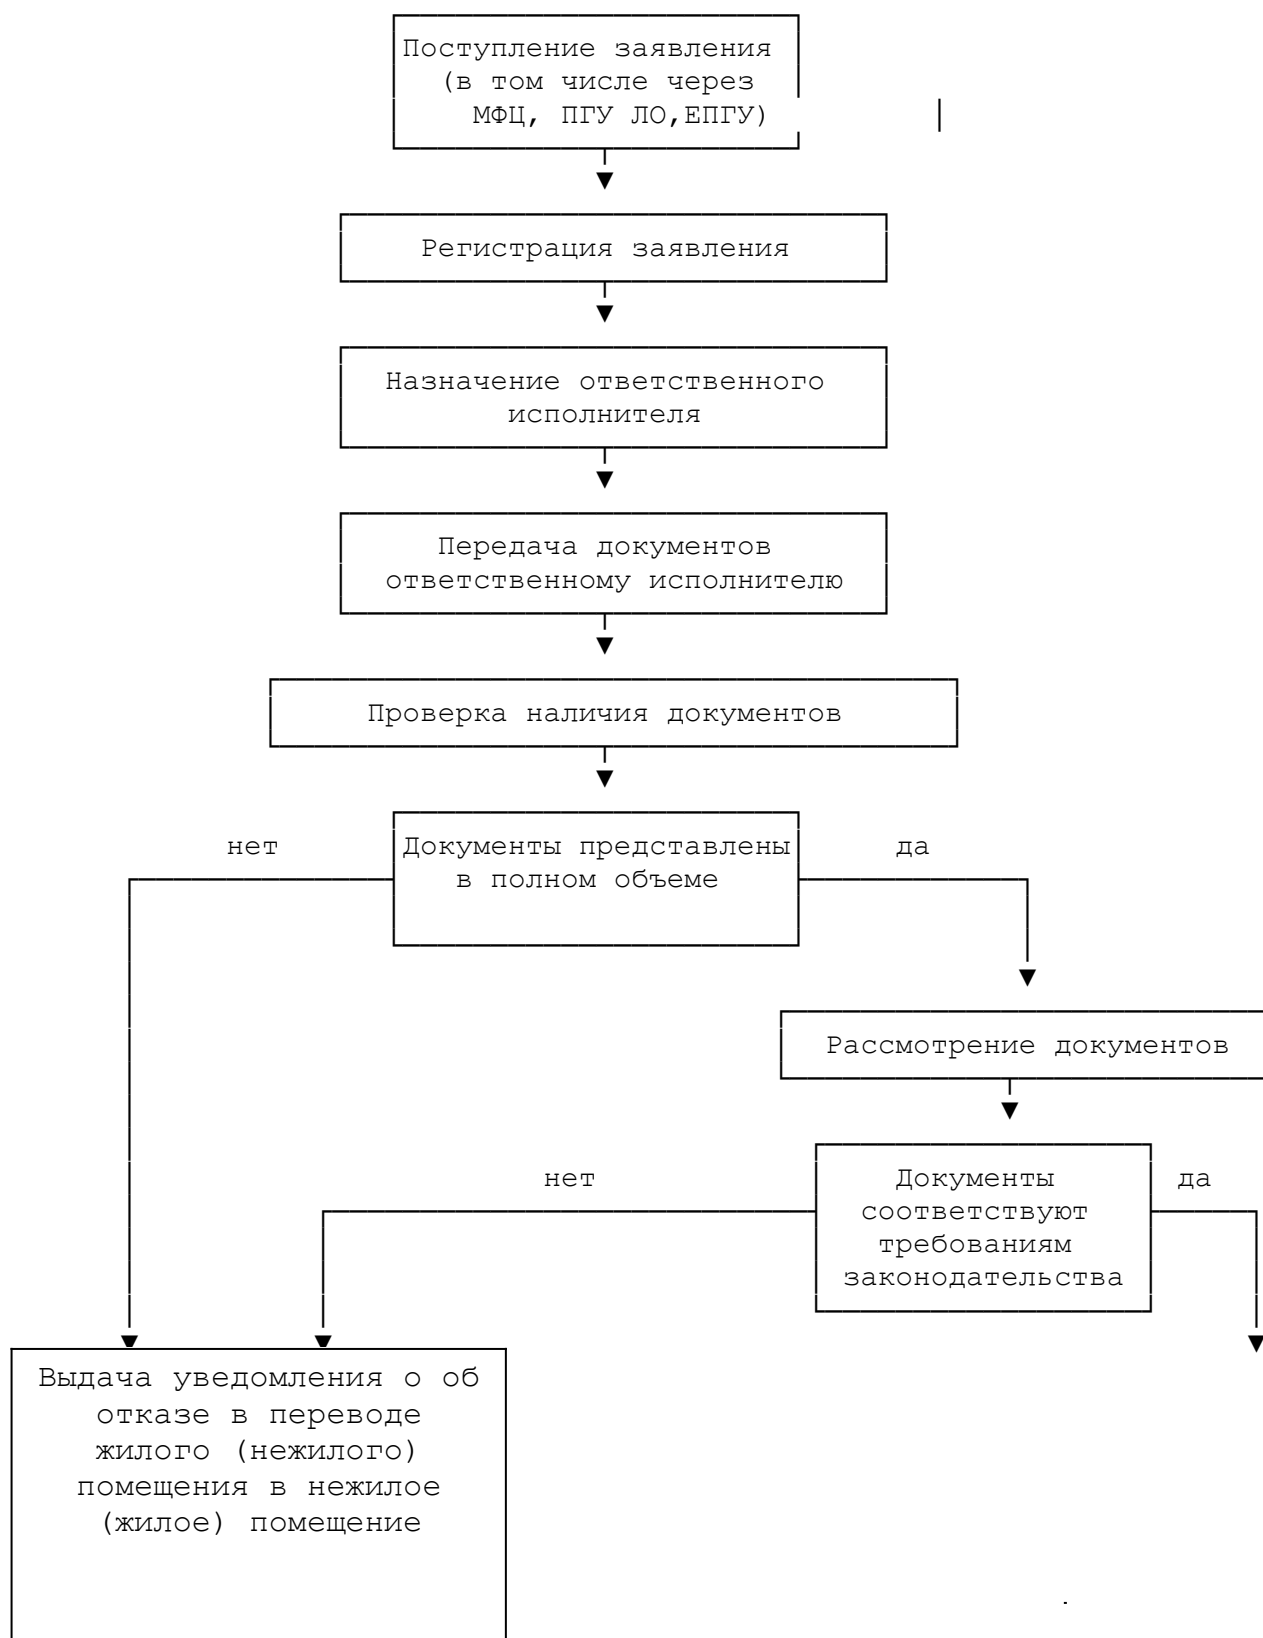 Поступление заявления
(в том числе через
МФЦ, ПГУ ЛО,ЕПГУ)
Регистрация заявления
Назначение ответственного
исполнителя
Передача документов
ответственному исполнителю
Проверка наличия документов
нет
Документы представлены
в полном объеме
да
Рассмотрение документов
нет
Документы
соответствуют
требованиям
законодательства
да
Выдача уведомления о об
отказе в переводе
жилого (нежилого)
помещения в нежилое
(жилое) помещение